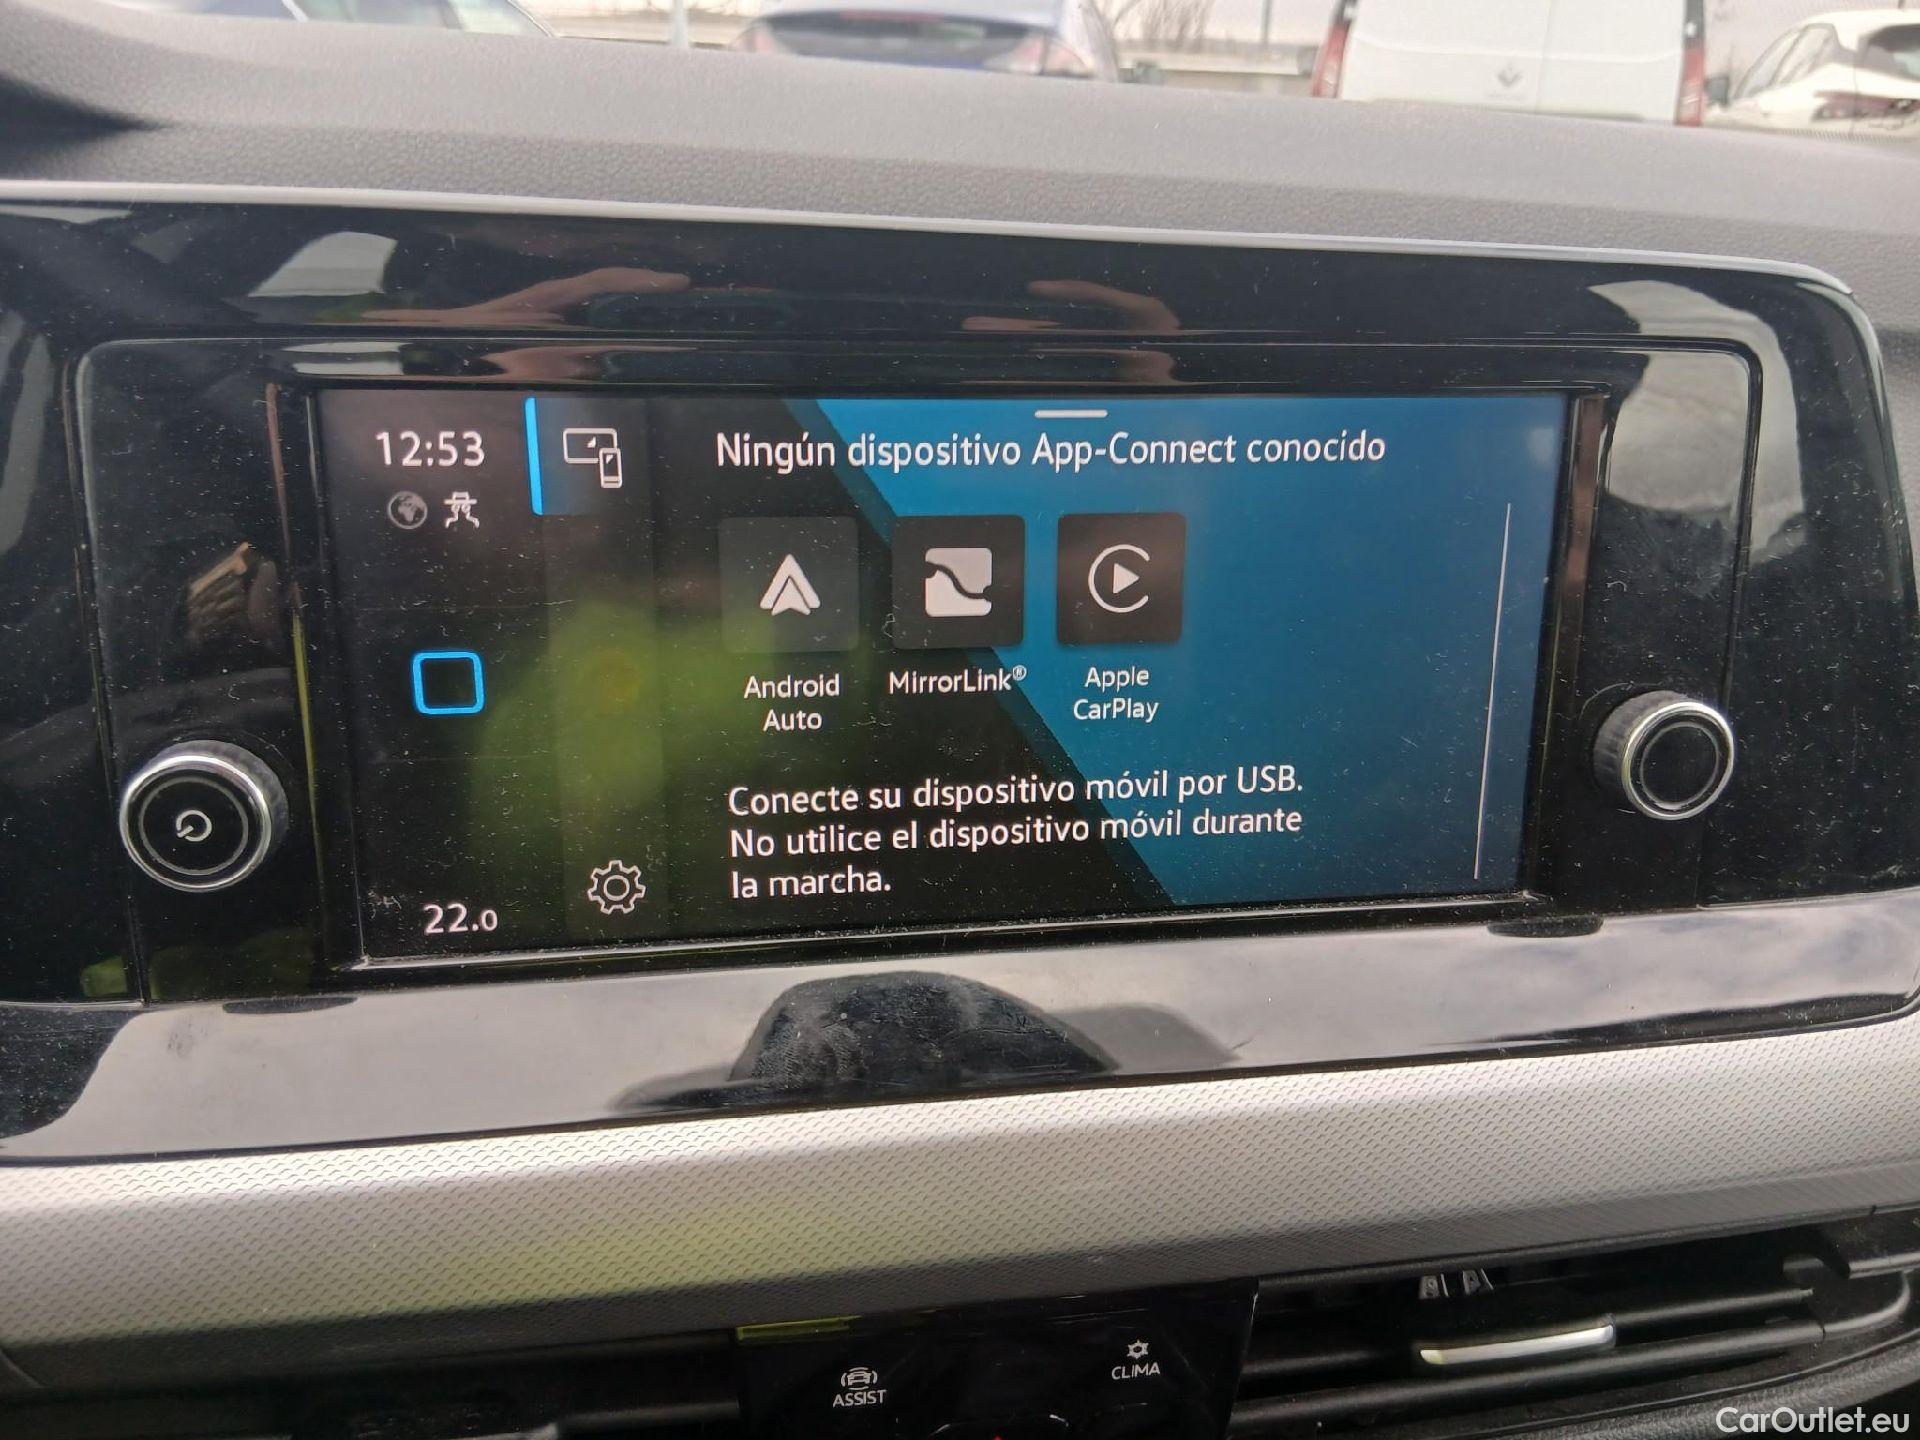 12:53
Ningún dispositivo App-Connect conocido
Android
Auto
MirrorLink®
Apple
CarPlay
Conecte su dispositivo móvil por USB.
No utilice el dispositivo móvil durante
la marcha.
22.0
ASSIST
CLIMA
CarOutlet.eu